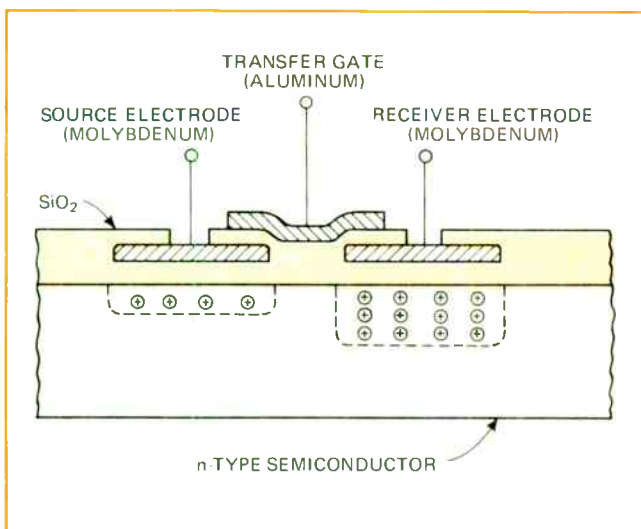 TRANSFER GATE
(ALUMINUM)
SOURCE ELECTRODE
(MOLYBDENUM)
RECEIVER ELECTRODE
(MOLYBDENUM)
SiO₂
n-TYPE SEMICONDUCTOR